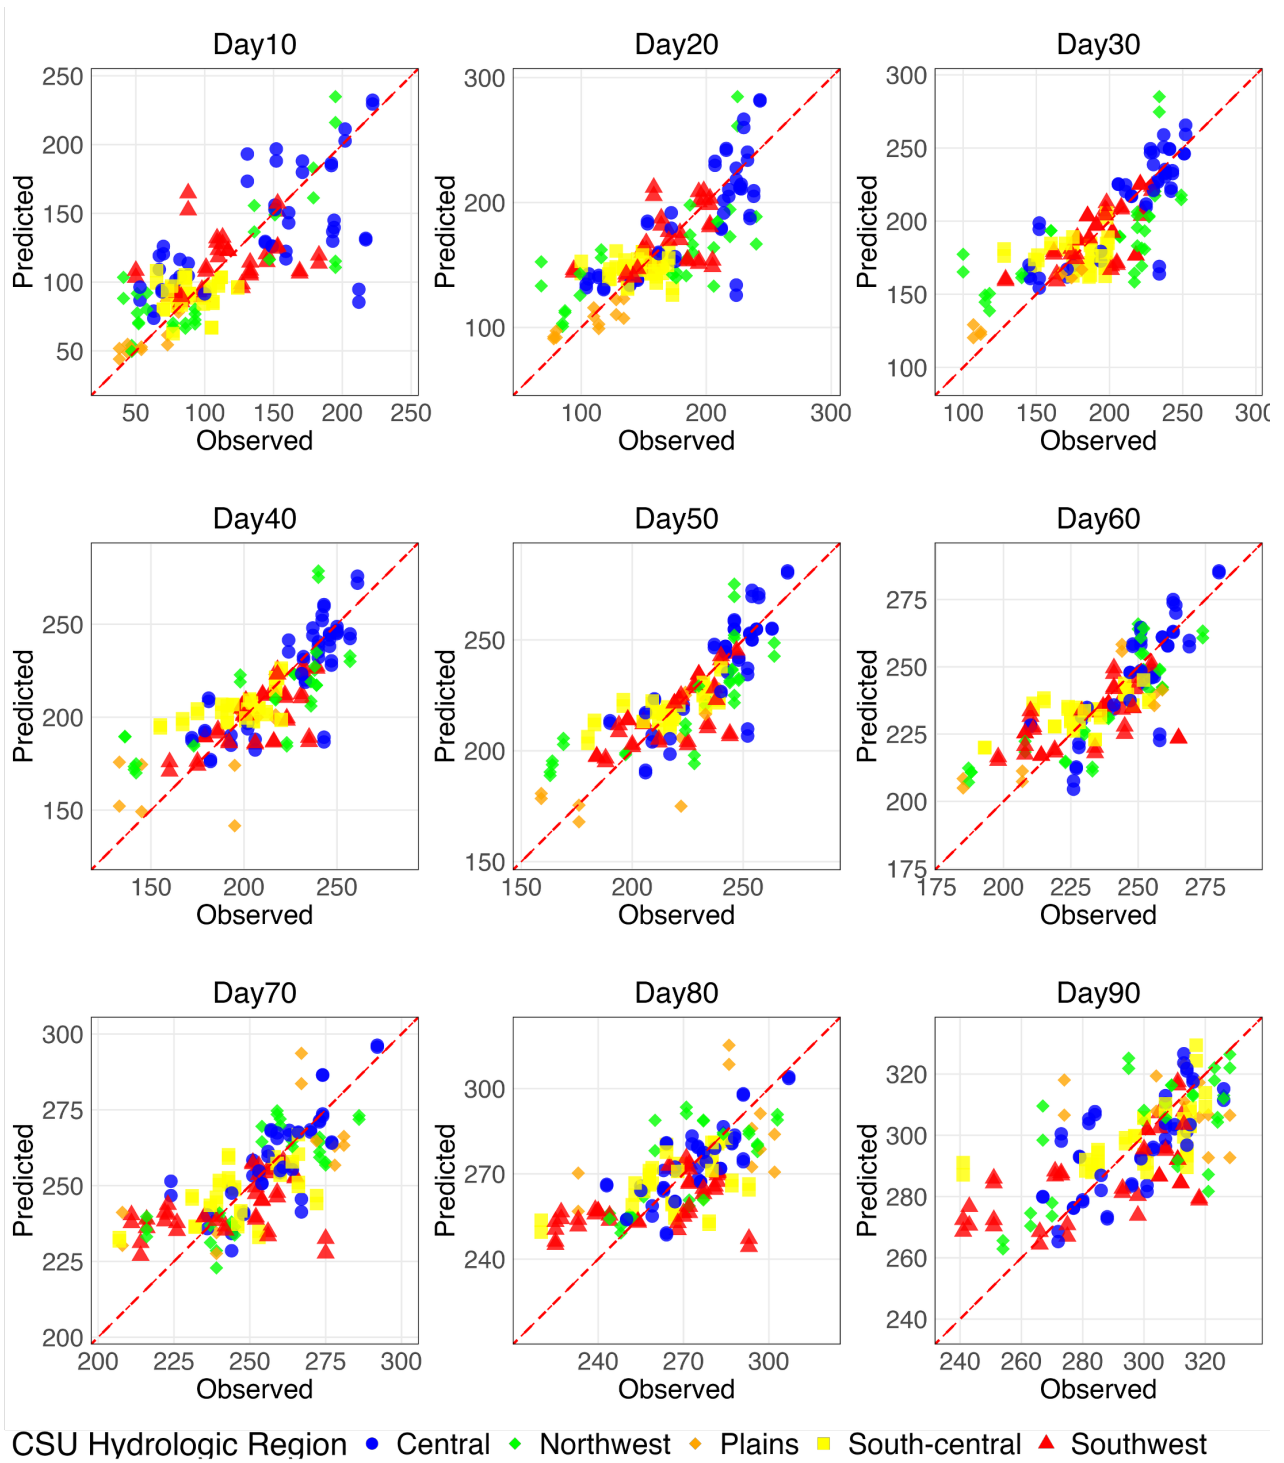 Day10 Day20 Day30
250 300 300
200 250
150 200 200
100 150
50 100 100
Predicted Predicted Predicted
50 100 150 200 250 100 200 300 100 150 200 250 300
Observed Observed Observed
Day40 Day50 Day60
250 250 275
200 250
200 225
150 200
150 175
Predicted Predicted Predicted
150 200 250 150 200 250 175 200 225 250 275
Observed Observed Observed
Day70 Day80 Day90
300 300 320
275 300
250 270 280
225 260
200 240 240
Predicted Predicted Predicted
200 225 250 275 300 240 270 300 240 260 280 300 320
Observed Observed Observed
CSU Hydrologic Region Central Northwest Plains South-central Southwest